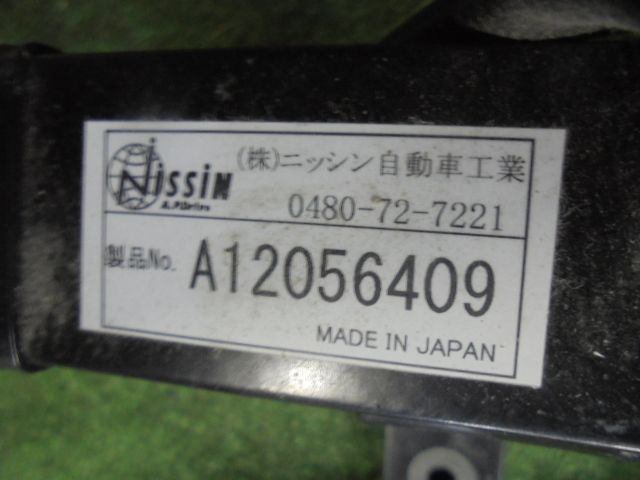 NISSIN
(株)ニッシン自動車工業
0480-72-7221
製品No. A12056409
MADE IN JAPAN